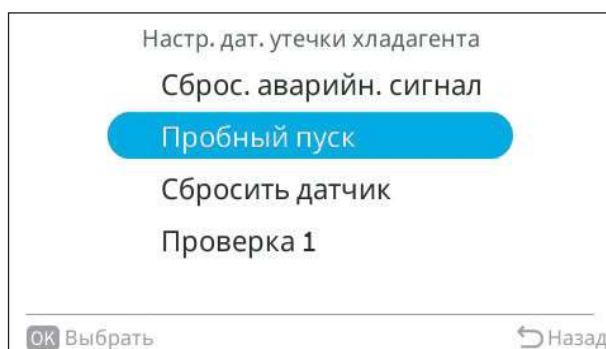 Настр. дат. утечки хладагента
Сброс. аварийн. сигнал
Пробный пуск
Сбросить датчик
Проверка 1
OK Выбрать
Назад